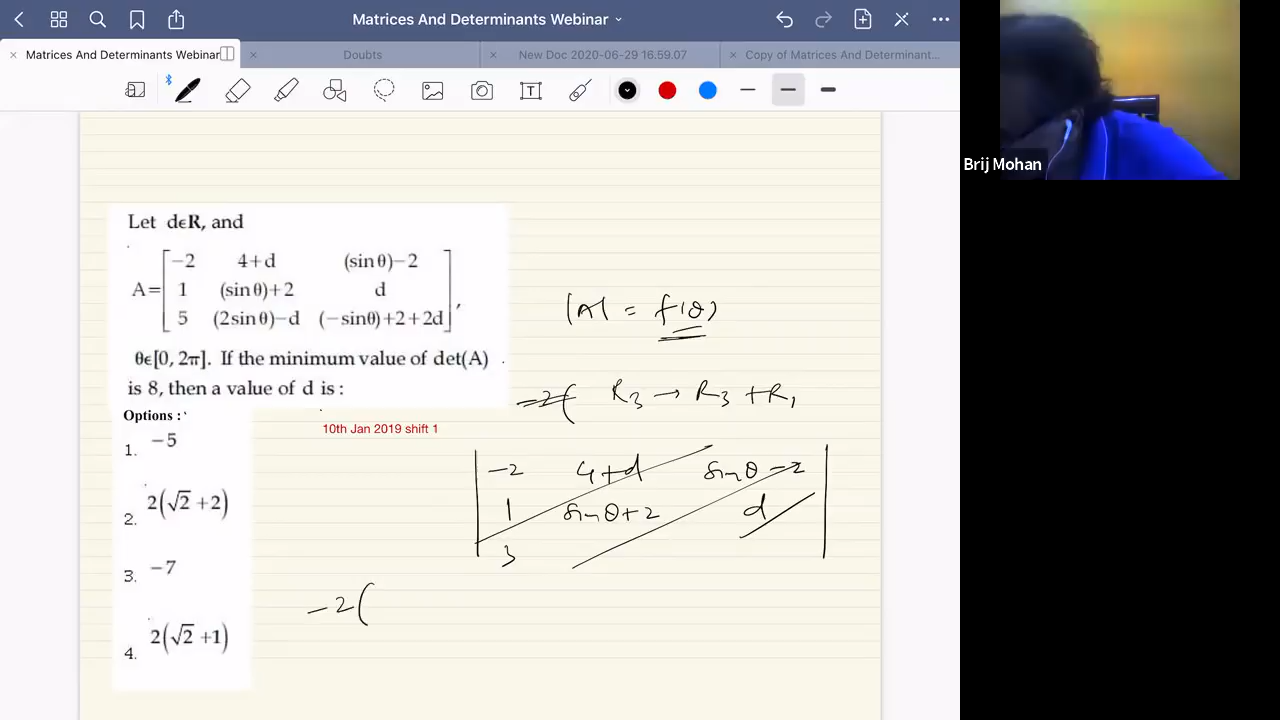 Matrices And Determinants Webinar
Matrices And Determinants Webinar
Doubts
New Doc 2020-06-29 16.59.07
Copy of Matrices And Determinant...
Brij Mohan
Let dϵR, and
A= [ −2 4+d (sinθ)−2
1 (sinθ)+2 d
5 (2sinθ)−d (−sinθ)+2+2d ],
θϵ[0, 2π]. If the minimum value of det(A)
is 8, then a value of d is :
Options :
1. −5
2. 2(√2 +2)
3. −7
4. 2(√2 +1)
10th Jan 2019 shift 1
|A| = f(θ)
-2( R3 → R3 + R1
-2 4+d sinθ-2
1 sinθ+2 d
3
-2(